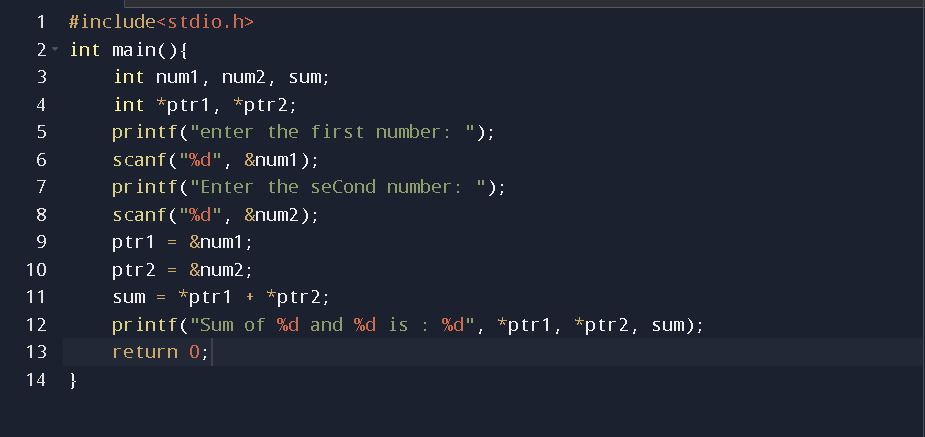 1 #include<stdio.h>
2 int main(){
3 int num1, num2, sum;
4 int *ptr1, *ptr2;
5 printf("enter the first number: ");
6 scanf("%d", &num1);
7 printf("Enter the seCond number: ");
8 scanf("%d", &num2);
9 ptr1 = &num1;
10 ptr2 = &num2;
11 sum = *ptr1 + *ptr2;
12 printf("Sum of %d and %d is : %d", *ptr1, *ptr2, sum);
13 return 0;
14 }